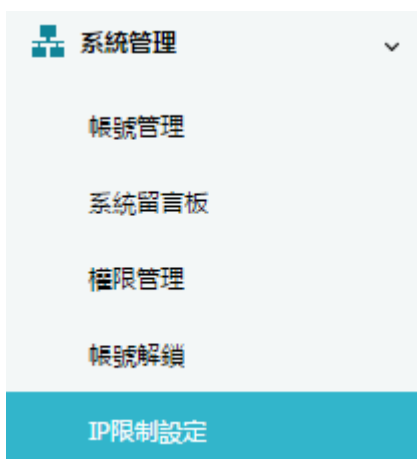 系統管理
帳號管理
系統留言板
權限管理
帳號解鎖
IP限制設定